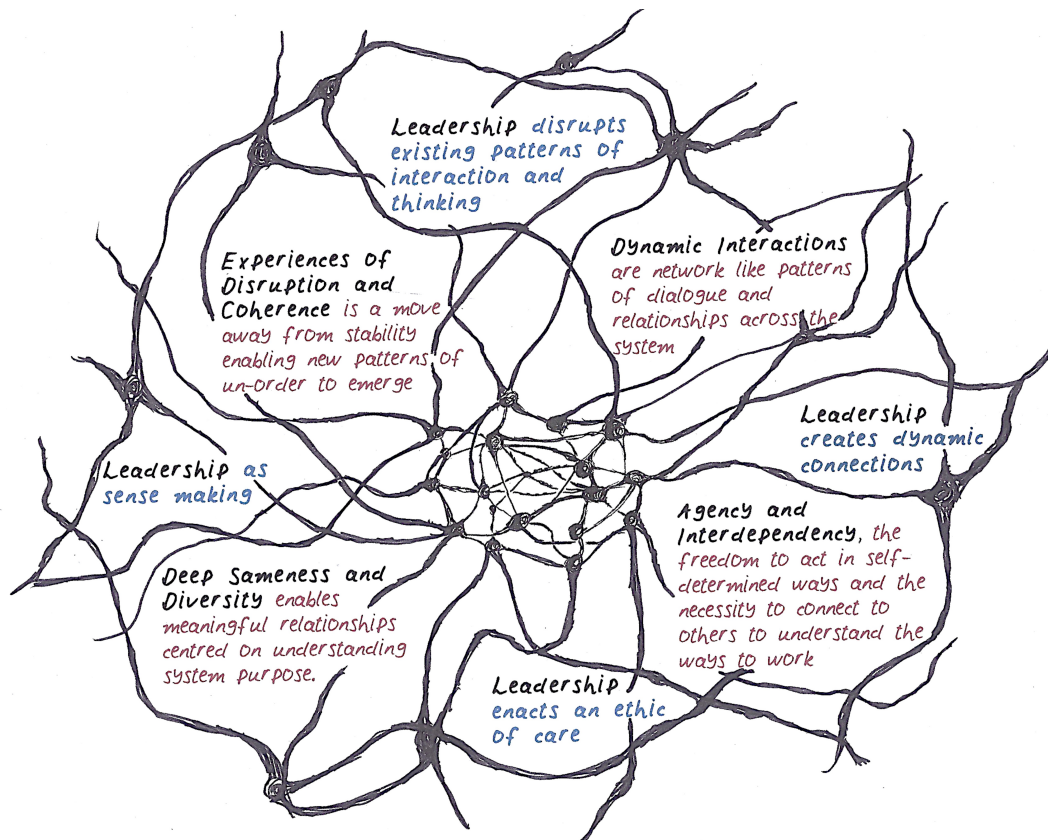 Leadership disrupts
existing patterns of
interaction and
thinking
Experiences of
Disruption and
Coherence is a move
away from stability
enabling new patterns of
un-order to emerge
Dynamic Interactions
are network like patterns
of dialogue and
relationships across the
system
Leadership
creates dynamic
connections
Leadership as
sense making
Agency and
Interdependency, the
freedom to act in self-
determined ways and the
necessity to connect to
others to understand the
ways to work
Deep Sameness and
Diversity enables
meaningful relationships
centred on understanding
system purpose.
Leadership
enacts an ethic
of care